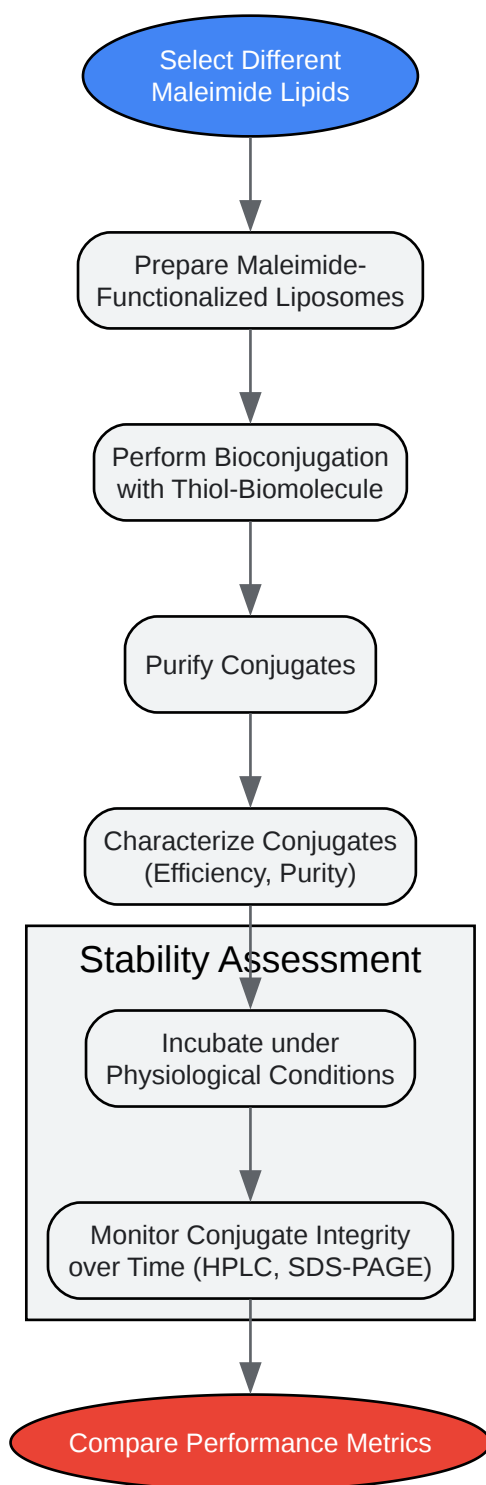 Select Different
Maleimide Lipids
Prepare Maleimide-
Functionalized Liposomes
Perform Bioconjugation
with Thiol-Biomolecule
Purify Conjugates
Characterize Conjugates
(Efficiency, Purity)
Stability Assessment
Incubate under
Physiological Conditions
Monitor Conjugate Integrity
over Time (HPLC, SDS-PAGE)
Compare Performance Metrics